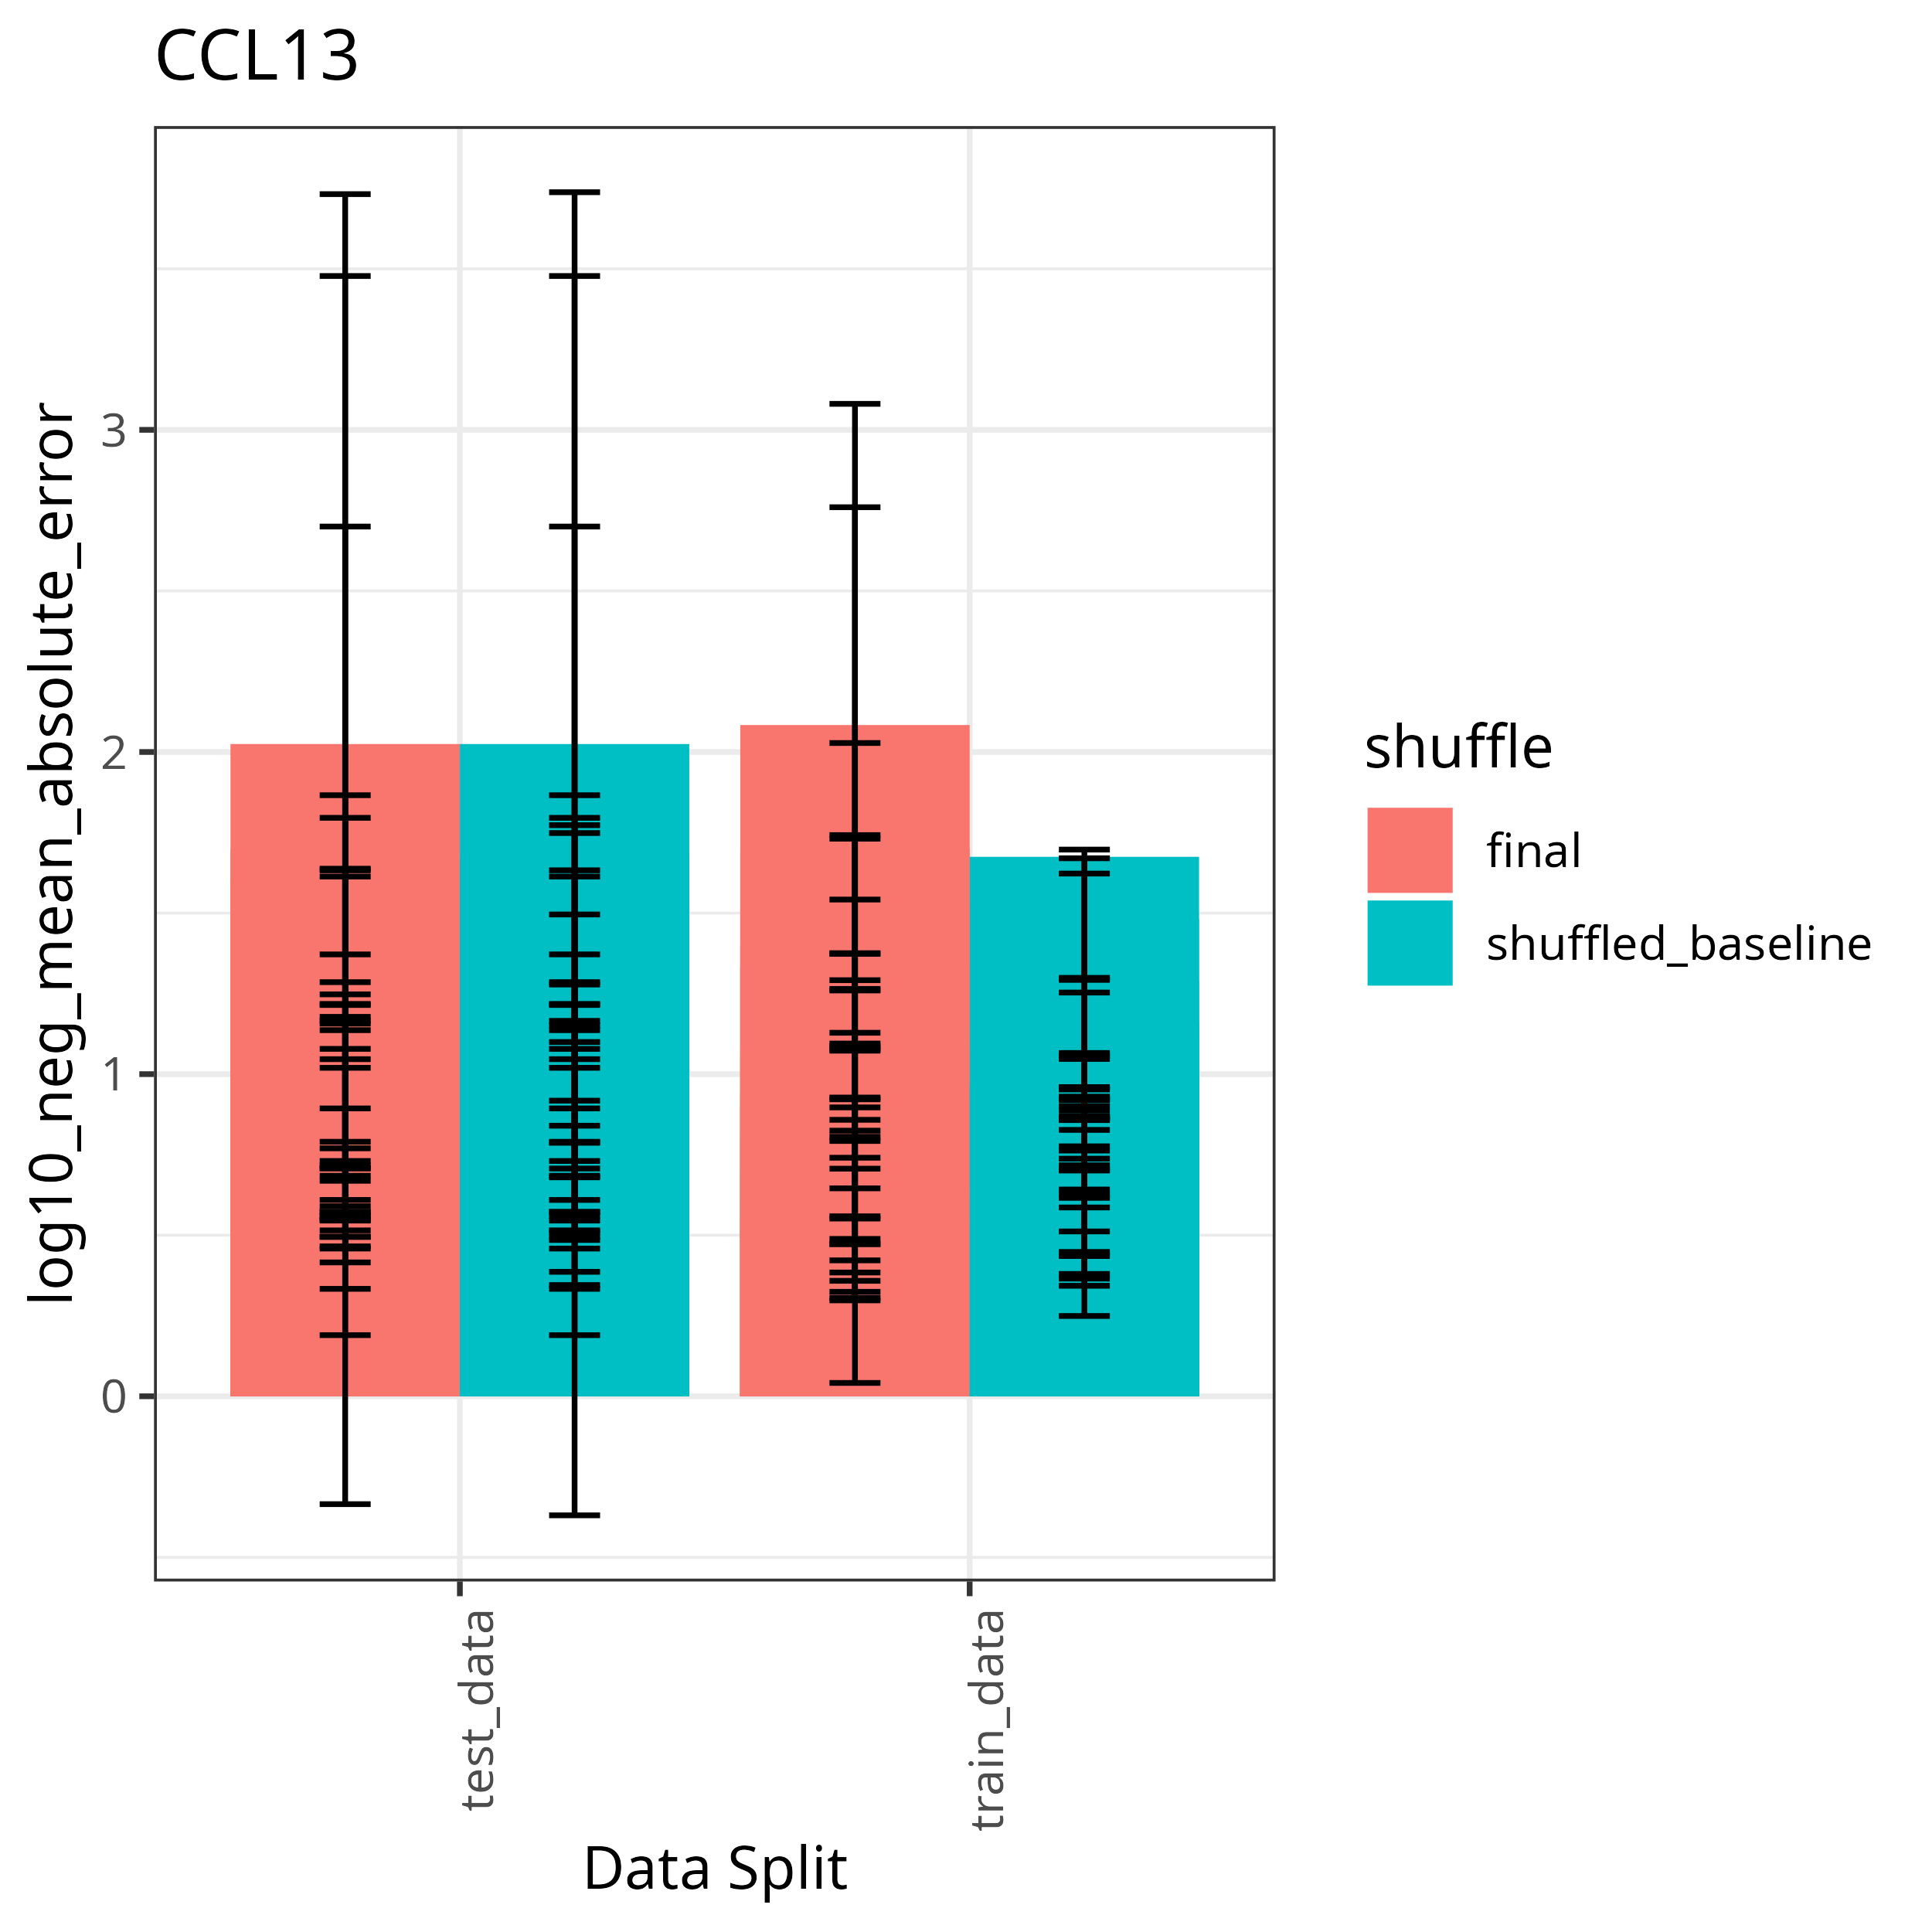 CCL13
log10_neg_mean_absolute_error
3
2
1
0
test_data
train_data
Data Split
shuffle
final
shuffled_baseline